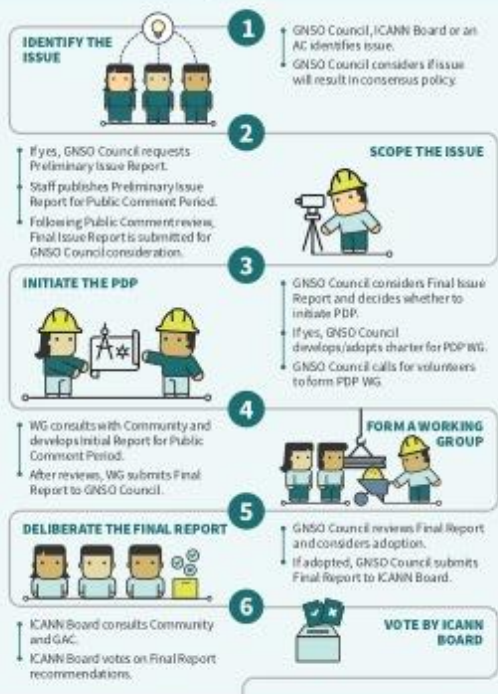 IDENTIFY THE
ISSUE
1
GNSO Council, ICANN Board or an
AC identifies issue.
GNSO Council considers if issue
will result in consensus policy.
2
If yes, GNSO Council requests
Preliminary Issue Report.
Staff publishes Preliminary Issue
Report for Public Comment Period.
Following Public Comment review,
Final Issue Report is submitted for
GNSO Council consideration.
SCOPE THE ISSUE
3
INITIATE THE PDP
GNSO Council considers Final Issue
Report and decides whether to
initiate PDP.
If yes, GNSO Council
develops/adopts charter for PDP WG.
GNSO Council calls for volunteers
to form PDP WG.
4
WG consults with Community and
develops Initial Report for Public
Comment Period.
After reviews, WG submits Final
Report to GNSO Council.
FORM A WORKING
GROUP
5
DELIBERATE THE FINAL REPORT
GNSO Council reviews Final Report
and considers adoption.
If adopted, GNSO Council submits
Final Report to ICANN Board.
6
ICANN Board consults Community
and GAC.
ICANN Board votes on Final Report
recommendations.
VOTE BY ICANN
BOARD